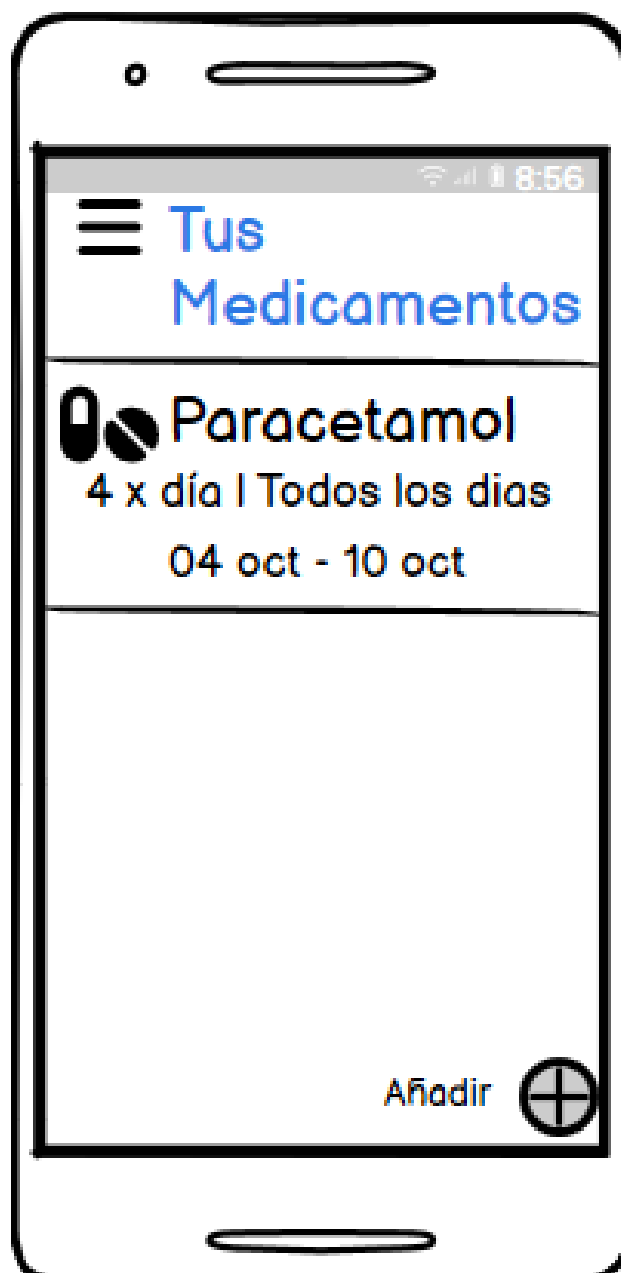 8:56
Tus
Medicamentos
Paracetamol
4 x día | Todos los dias
04 oct - 10 oct
Añadir